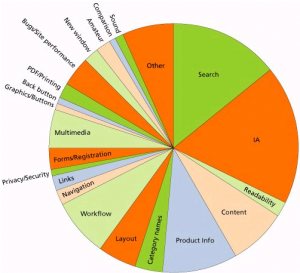 Sound
Comparison
Amateur
New window
Bugs/Site performance
PDF/Printing
Back button
Graphics/Buttons
Multimedia
Forms/Registration
Privacy/Security
Links
Navigation
Workflow
Layout
Category names
Product Info
Content
Readability
IA
Search
Other